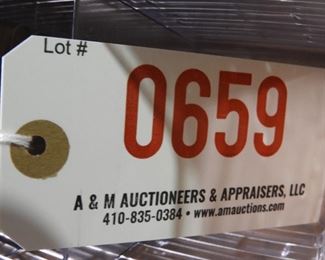 Lot #
0659
A & M AUCTIONEERS & APPRAISERS, LLC
410-835-0384 • www.amauctions.com